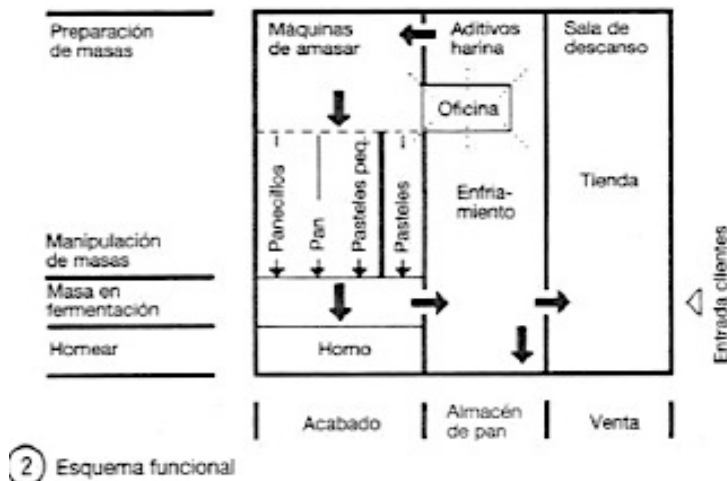 Preparación
de masas
Máquinas
de amasar
Aditivos
harina
Sala de
descanso
Oficina
Panecillos
Pan
Pasteles peq.
Pasteles
Enfria-
miento
Tienda
Manipulación
de masas
Masa en
fermentación
Hornear
Horno
Entrada clientes
Acabado
Almacén
de pan
Venta
2 Esquema funcional